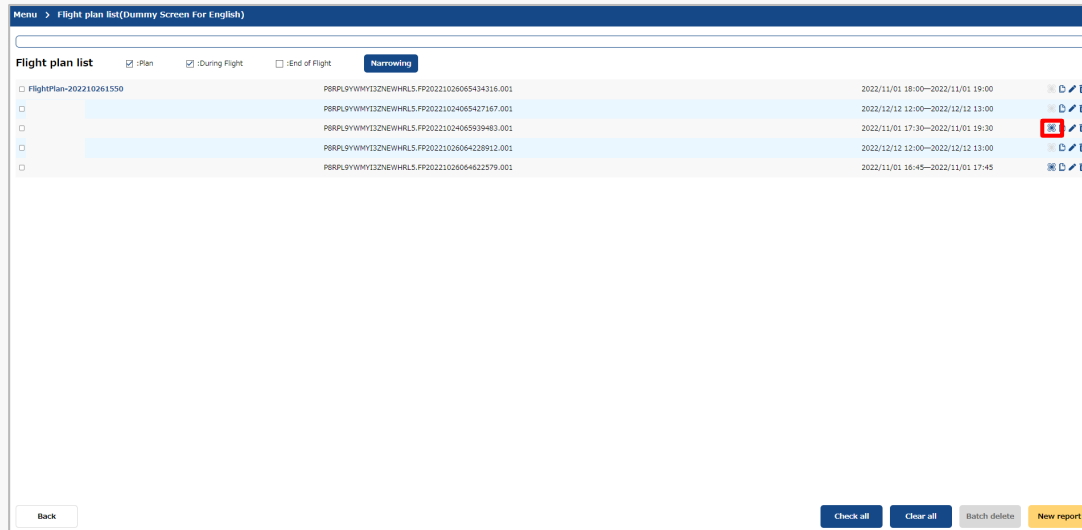 Menu > Flight plan list(Dummy Screen For English)
Flight plan list :Plan :During Flight :End of Flight Narrowing
FlightPlan-202210261550 P8RPL9YWMYI3ZNEWHRL5.FP20221026065434316.001 2022/11/01 18:00—2022/11/01 19:00
P8RPL9YWMYI3ZNEWHRL5.FP20221024065427167.001 2022/12/12 12:00—2022/12/12 13:00
P8RPL9YWMYI3ZNEWHRL5.FP20221024065939483.001 2022/11/01 17:30—2022/11/01 19:30
P8RPL9YWMYI3ZNEWHRL5.FP20221026064228912.001 2022/12/12 12:00—2022/12/12 13:00
P8RPL9YWMYI3ZNEWHRL5.FP20221026064622579.001 2022/11/01 16:45—2022/11/01 17:45
Back Check all Clear all Batch delete New report